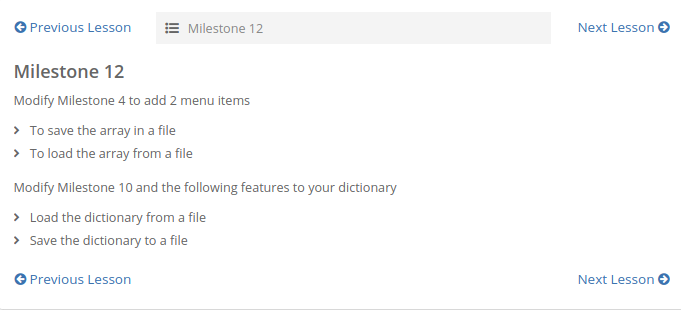 Previous Lesson
Milestone 12
Next Lesson
Milestone 12
Modify Milestone 4 to add 2 menu items
To save the array in a file
To load the array from a file
Modify Milestone 10 and the following features to your dictionary
Load the dictionary from a file
Save the dictionary to a file
Previous Lesson
Next Lesson